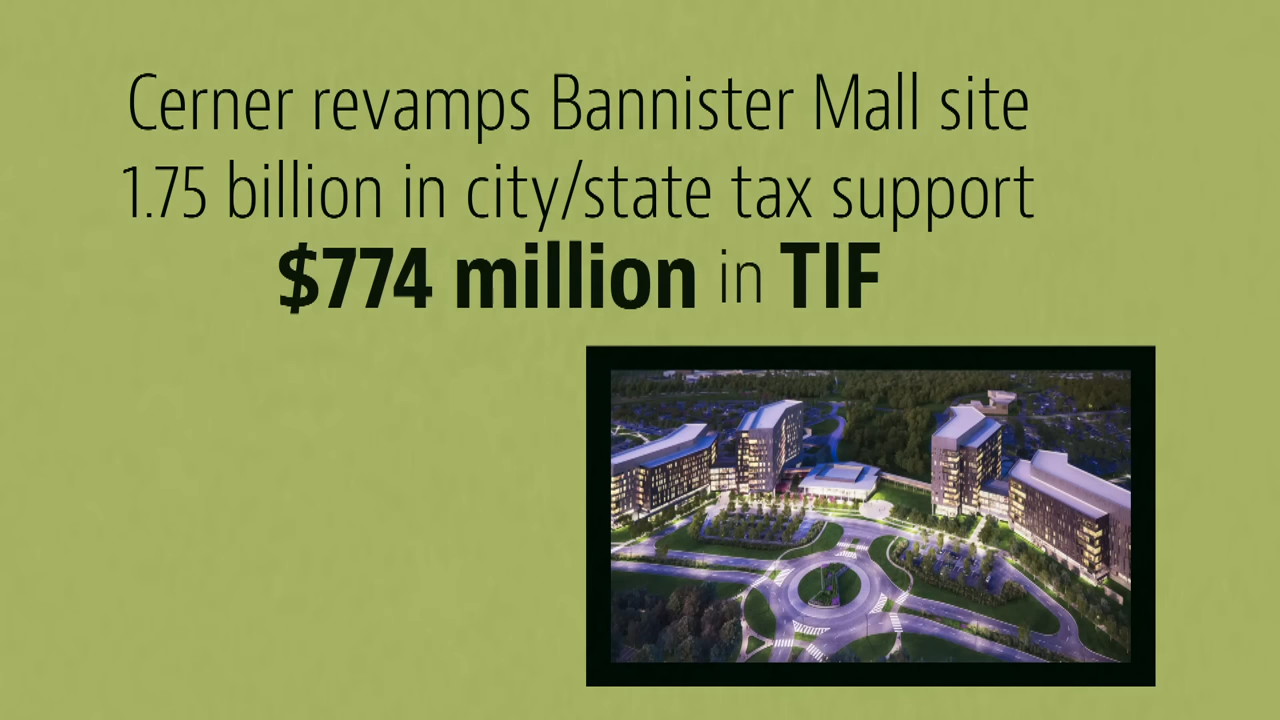 Cerner revamps Bannister Mall site
1.75 billion in city/state tax support
$774 million in TIF